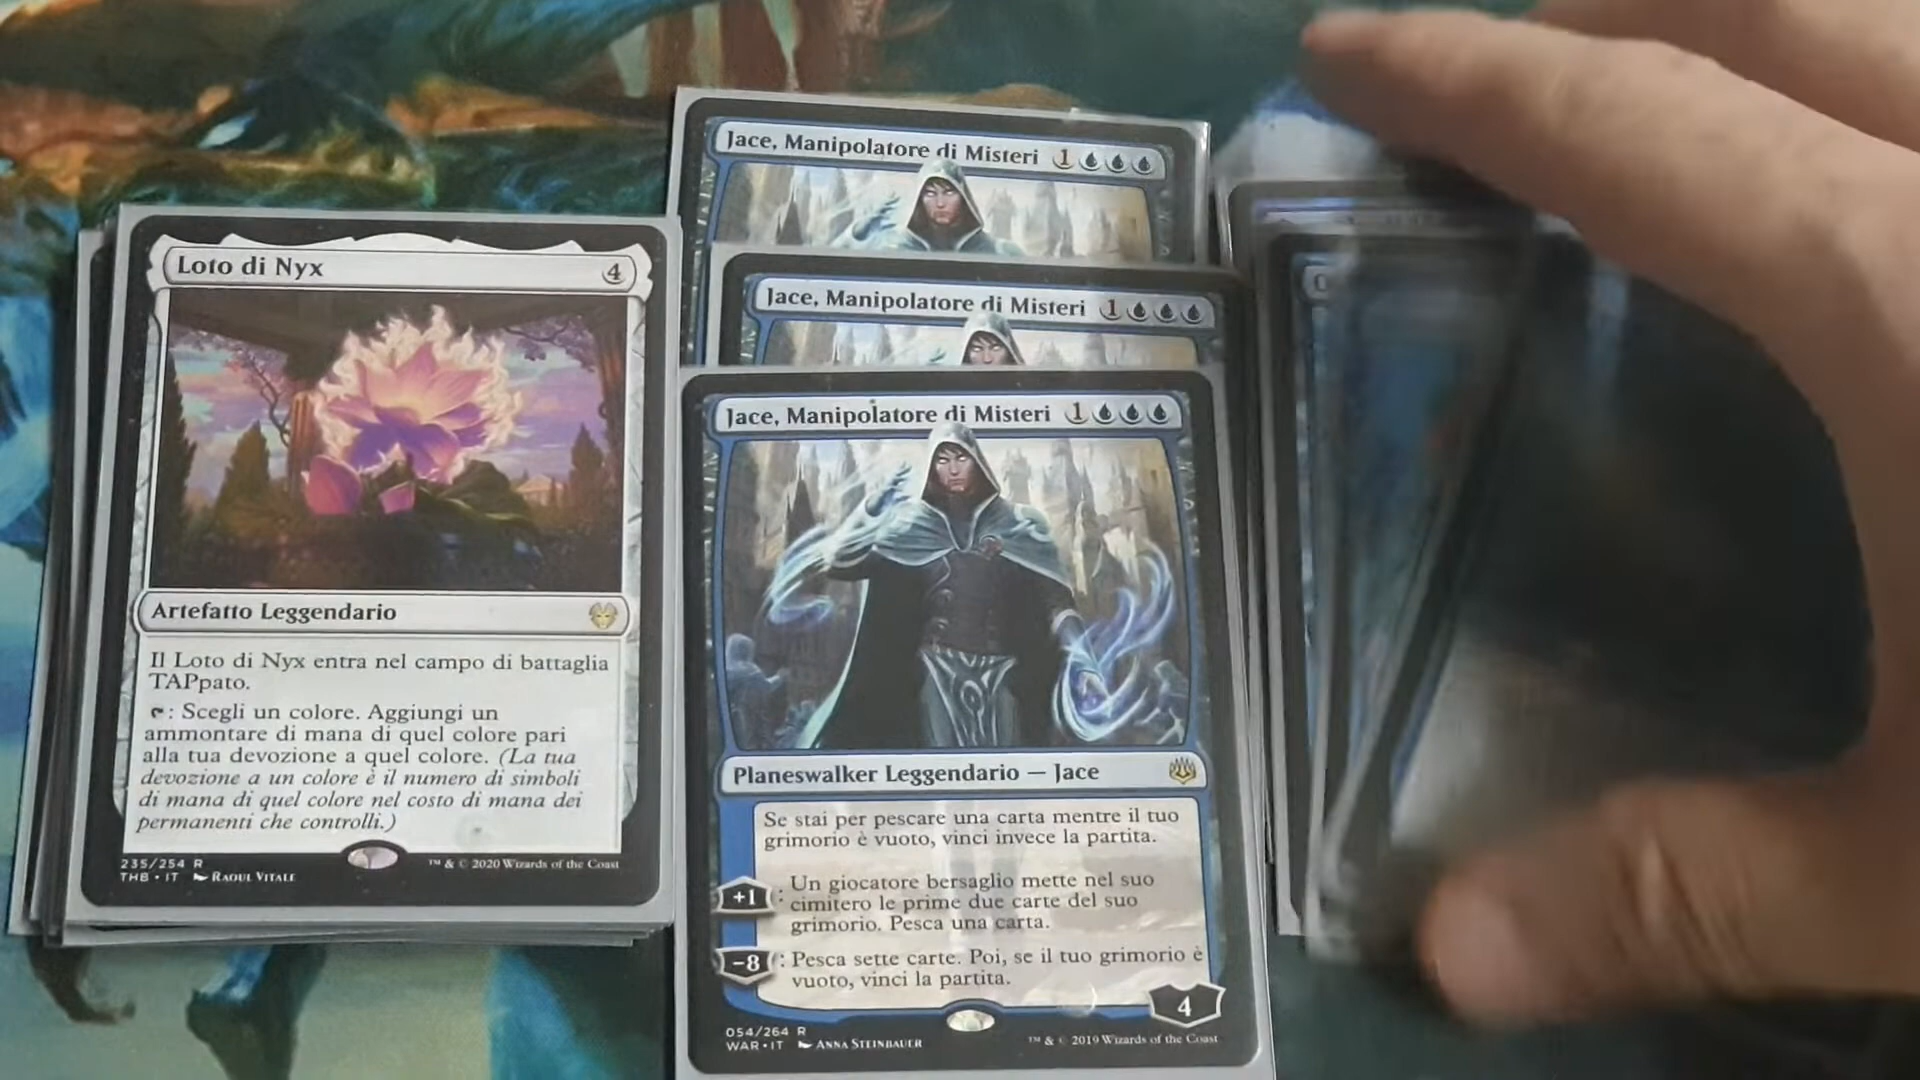 Loto di Nyx 4
Artefatto Leggendario
Il Loto di Nyx entra nel campo di battaglia
TAPpato.
: Scegli un colore. Aggiungi un
ammontare di mana di quel colore pari
alla tua devozione a quel colore. (La tua
devozione a un colore è il numero di simboli
di mana di quel colore nel costo di mana dei
permanenti che controlli.)
235/254 R
THB • IT RAOUL VITALE
™ & © 2020 Wizards of the Coast
Jace, Manipolatore di Misteri 1
Jace, Manipolatore di Misteri 1
Jace, Manipolatore di Misteri 1
Planeswalker Leggendario — Jace
Se stai per pescare una carta mentre il tuo
grimorio è vuoto, vinci invece la partita.
+1 : Un giocatore bersaglio mette nel suo
cimitero le prime due carte del suo
grimorio. Pesca una carta.
−8 : Pesca sette carte. Poi, se il tuo grimorio è
vuoto, vinci la partita.
4
054/264 R
WAR • IT ANNA STEINBAUER
™ & © 2019 Wizards of the Coast